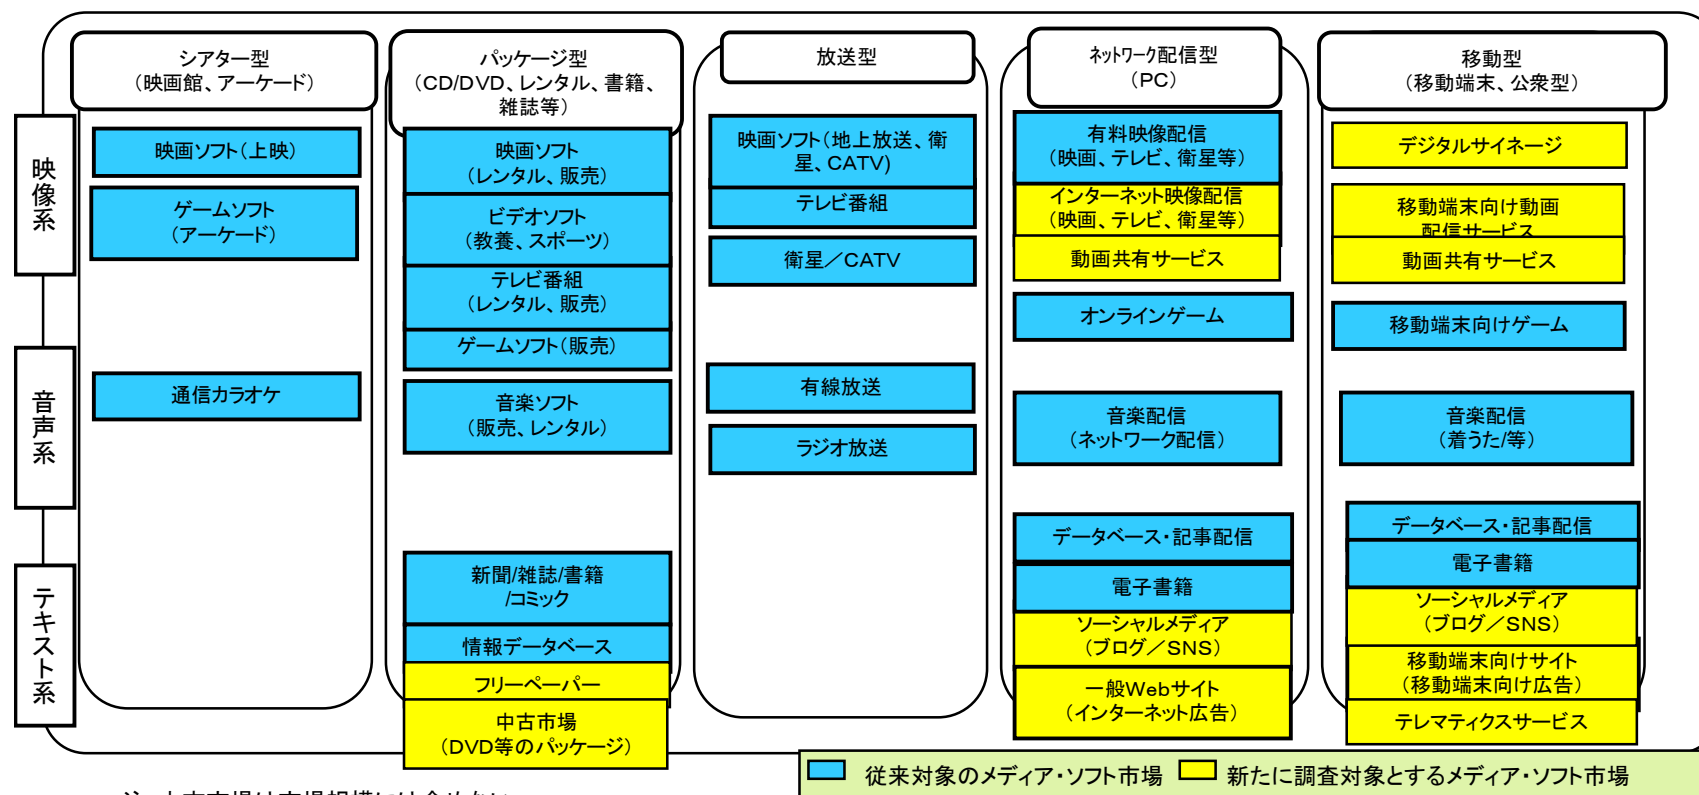 シアター型
(映画館、アーケード)
パッケージ型
(CD/DVD、レンタル、書籍、
雑誌等)
放送型
ネットワーク配信型
(PC)
移動型
(移動端末、公衆型)
映像系
音声系
テキスト系
映画ソフト(上映)
ゲームソフト
(アーケード)
通信カラオケ
映画ソフト
(レンタル、販売)
ビデオソフト
(教養、スポーツ)
テレビ番組
(レンタル、販売)
ゲームソフト(販売)
音楽ソフト
(販売、レンタル)
新聞/雑誌/書籍
/コミック
情報データベース
フリーペーパー
中古市場
(DVD等のパッケージ)
映画ソフト(地上放送、衛
星、CATV)
テレビ番組
衛星/CATV
有線放送
ラジオ放送
有料映像配信
(映画、テレビ、衛星等)
インターネット映像配信
(映画、テレビ、衛星等)
動画共有サービス
オンラインゲーム
音楽配信
(ネットワーク配信)
データベース・記事配信
電子書籍
ソーシャルメディア
(ブログ/SNS)
一般Webサイト
(インターネット広告)
デジタルサイネージ
移動端末向け動画
配信サービス
動画共有サービス
移動端末向けゲーム
音楽配信
(着うた/等)
データベース・記事配信
電子書籍
ソーシャルメディア
(ブログ/SNS)
移動端末向けサイト
(移動端末向け広告)
テレマティクスサービス
従来対象のメディア・ソフト市場
新たに調査対象とするメディア・ソフト市場